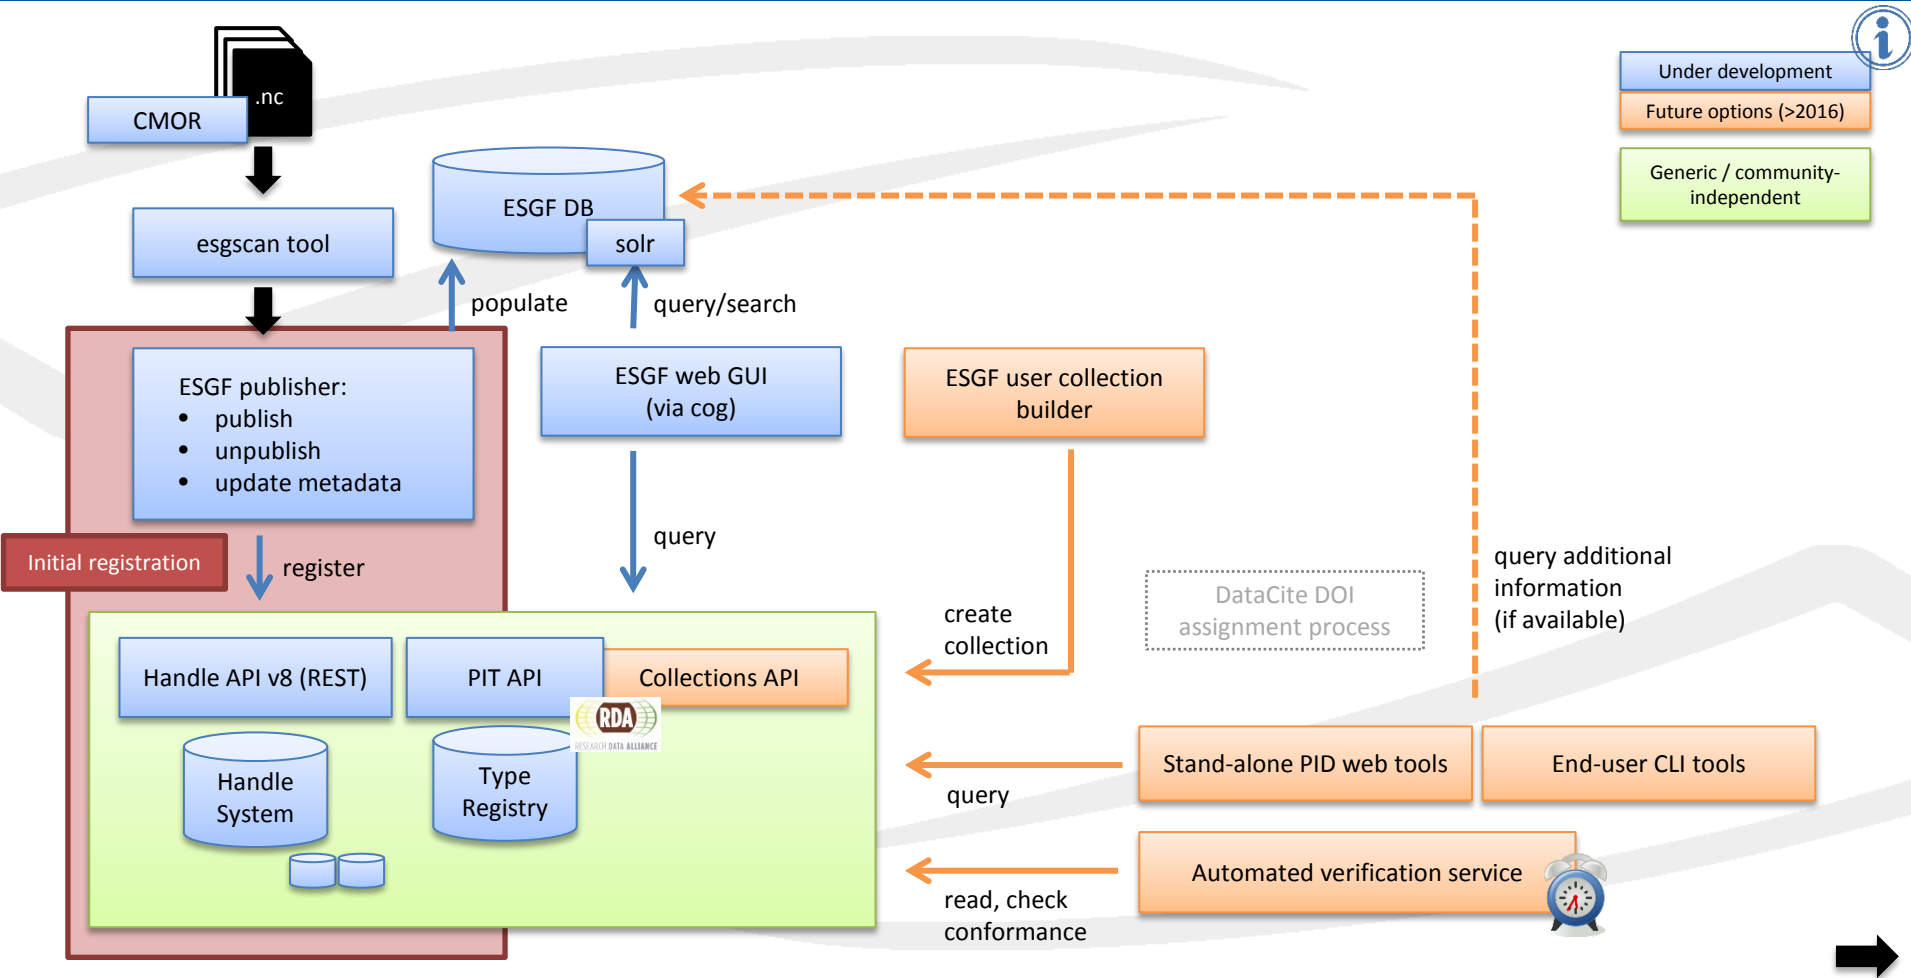 .nc
CMOR
Under development
Future options (>2016)
Generic / community-
independent
ESGF DB
solr
esgscan tool
populate
query/search
ESGF publisher:
• publish
• unpublish
• update metadata
ESGF web GUI
(via cog)
ESGF user collection
builder
Initial registration
register
query
query additional
information
(if available)
DataCite DOI
assignment process
create
collection
Handle API v8 (REST)
PIT API
Collections API
RDA
RESEARCH DATA ALLIANCE
Handle
System
Type
Registry
Stand-alone PID web tools
End-user CLI tools
query
Automated verification service
read, check
conformance